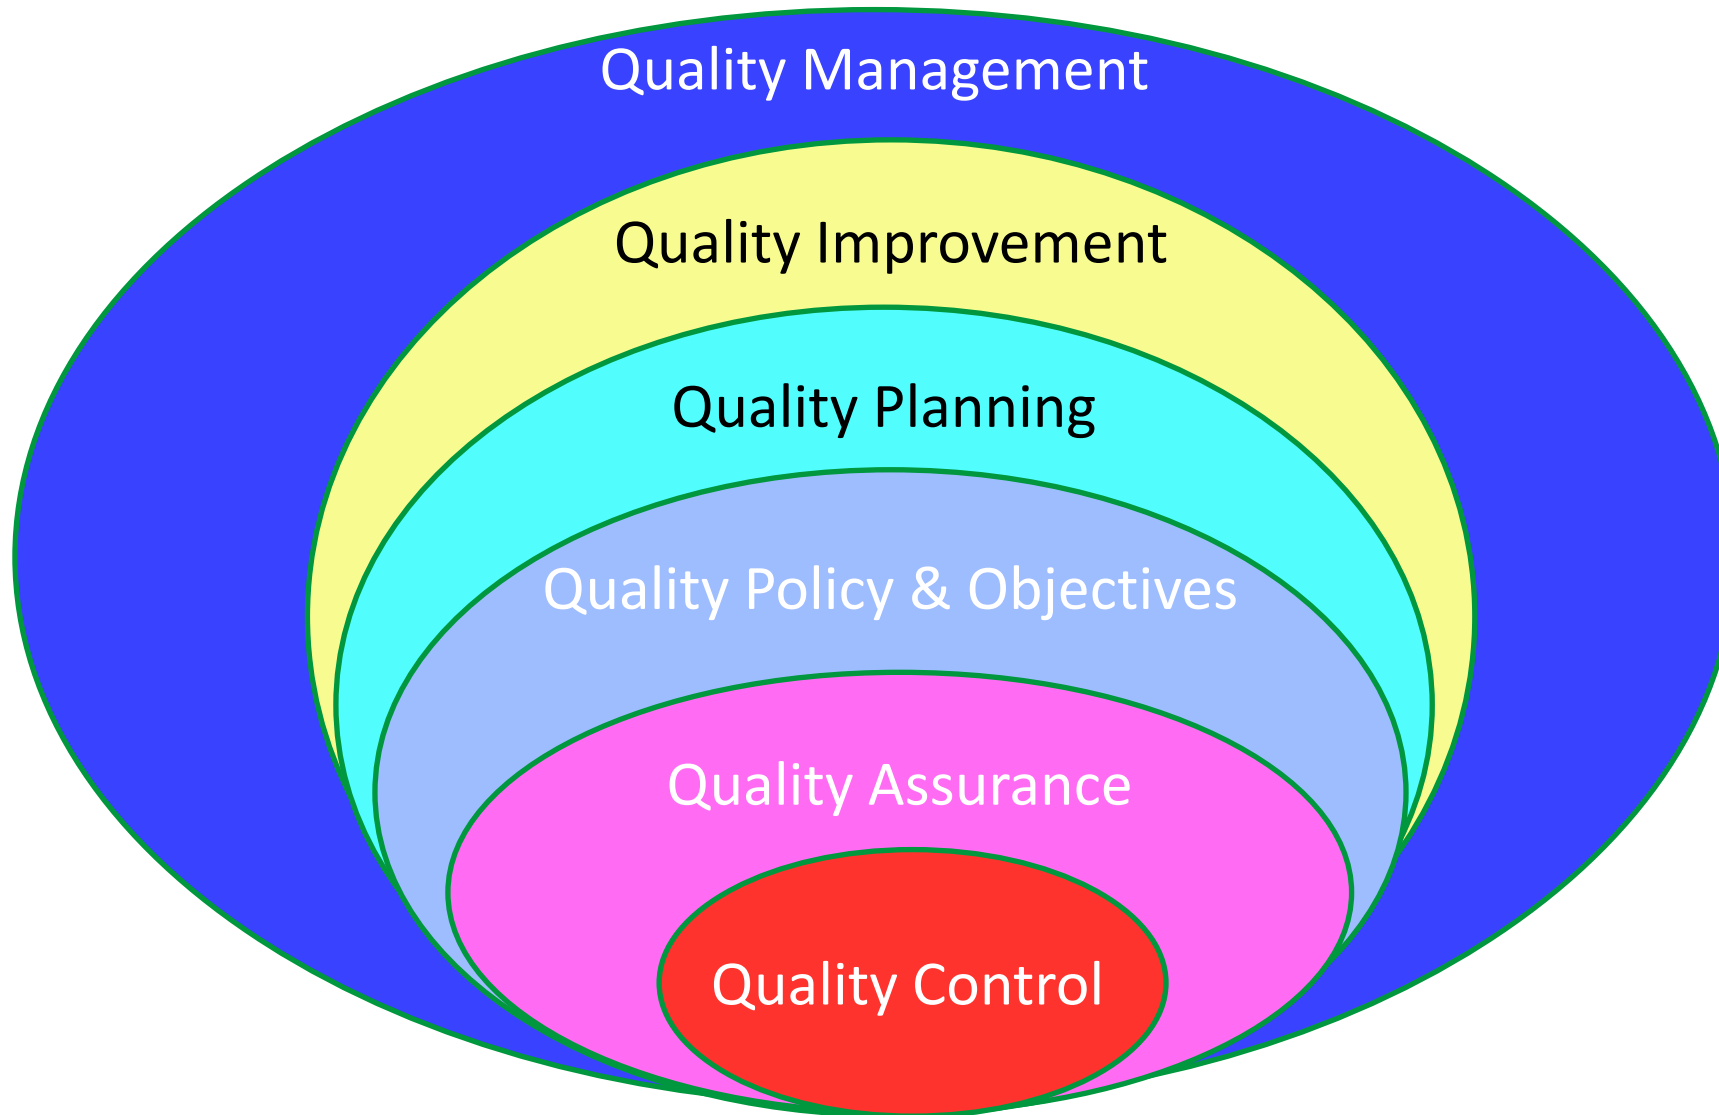 Quality Management
Quality Improvement
Quality Planning
Quality Policy & Objectives
Quality Assurance
Quality Control